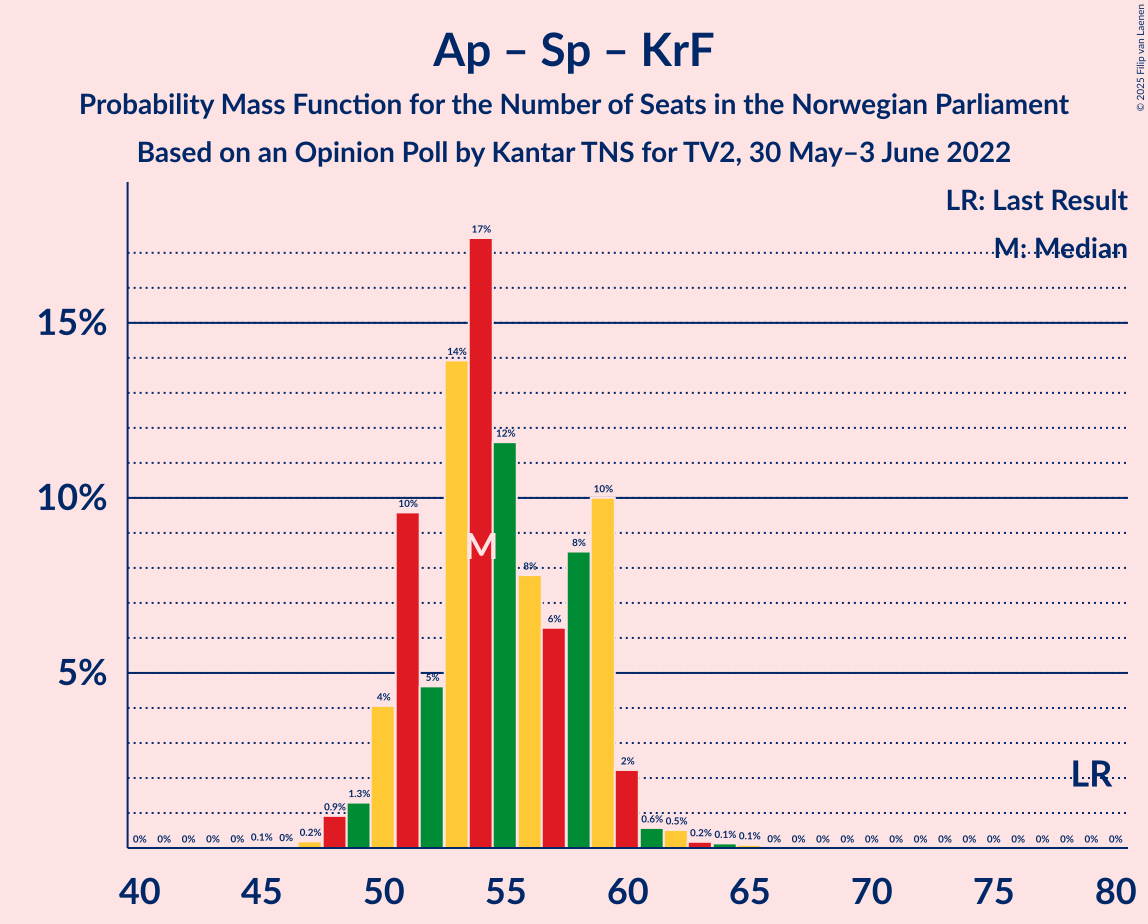 Ap – Sp – KrF
Probability Mass Function for the Number of Seats in the Norwegian Parliament
Based on an Opinion Poll by Kantar TNS for TV2, 30 May–3 June 2022
© 2025 Filip van Laenen
LR: Last Result
M: Median
15%
10%
5%
0% 0% 0% 0% 0% 0.1% 0% 0.2% 0.9% 1.3% 4% 10% 5% 14% 17% 12% 8% 6% 8% 10% 2% 0.6% 0.5% 0.2% 0.1% 0.1% 0% 0% 0% 0% 0% 0% 0% 0% 0% 0% 0% 0% 0% 0% 0%
M
LR
40 45 50 55 60 65 70 75 80